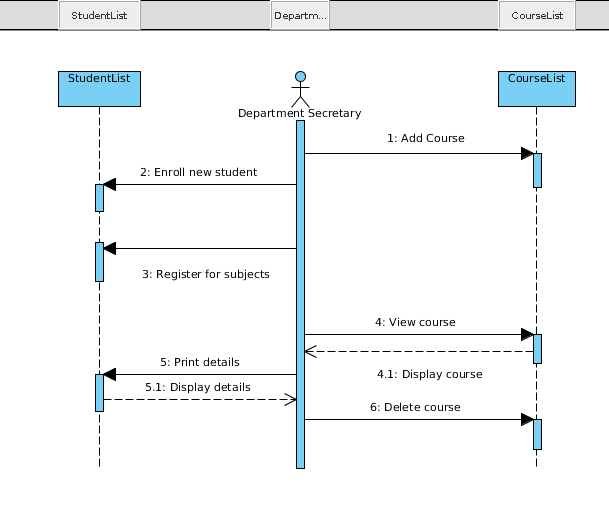 StudentList
Departm...
CourseList
StudentList
CourseList
Department Secretary
1: Add Course
2: Enroll new student
3: Register for subjects
4: View course
5: Print details
4.1: Display course
5.1: Display details
6: Delete course